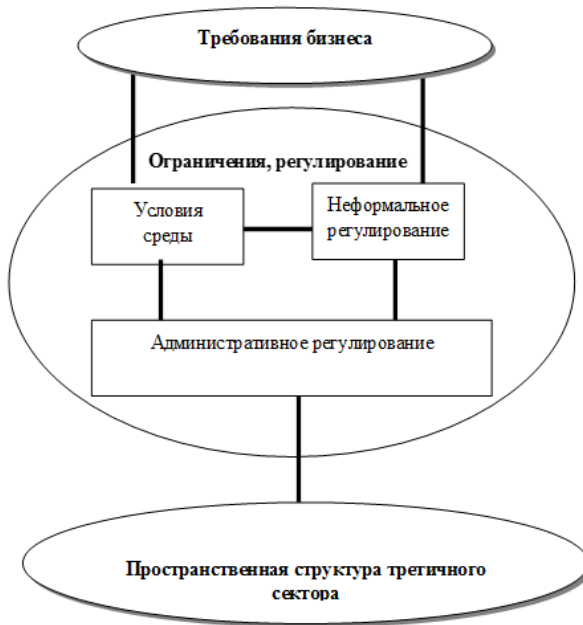 Требования бизнеса
Ограничения, регулирование
Условия
среды
Неформальное
регулирование
Административное регулирование
Пространственная структура третичного
сектора